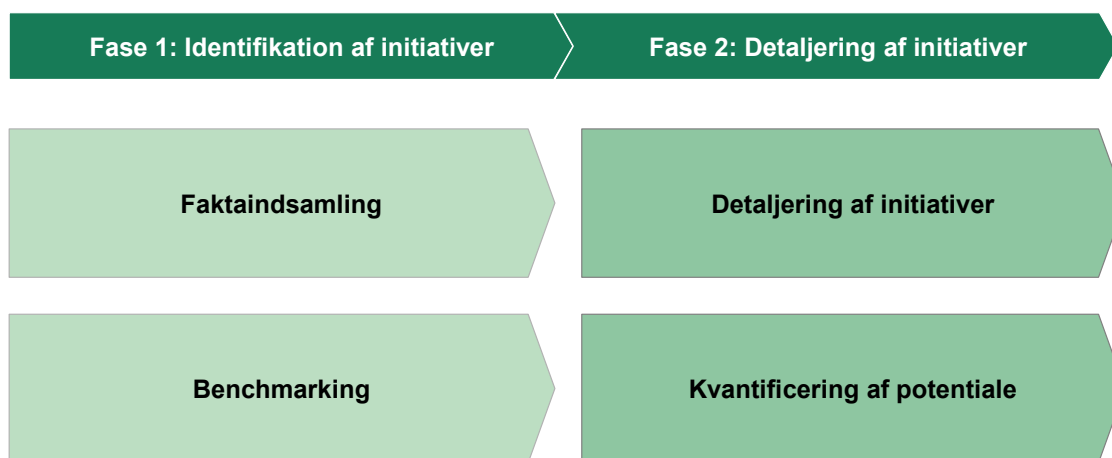 Fase 1: Identifikation af initiativer
Fase 2: Detaljering af initiativer
Faktaindsamling
Detaljering af initiativer
Benchmarking
Kvantificering af potentiale